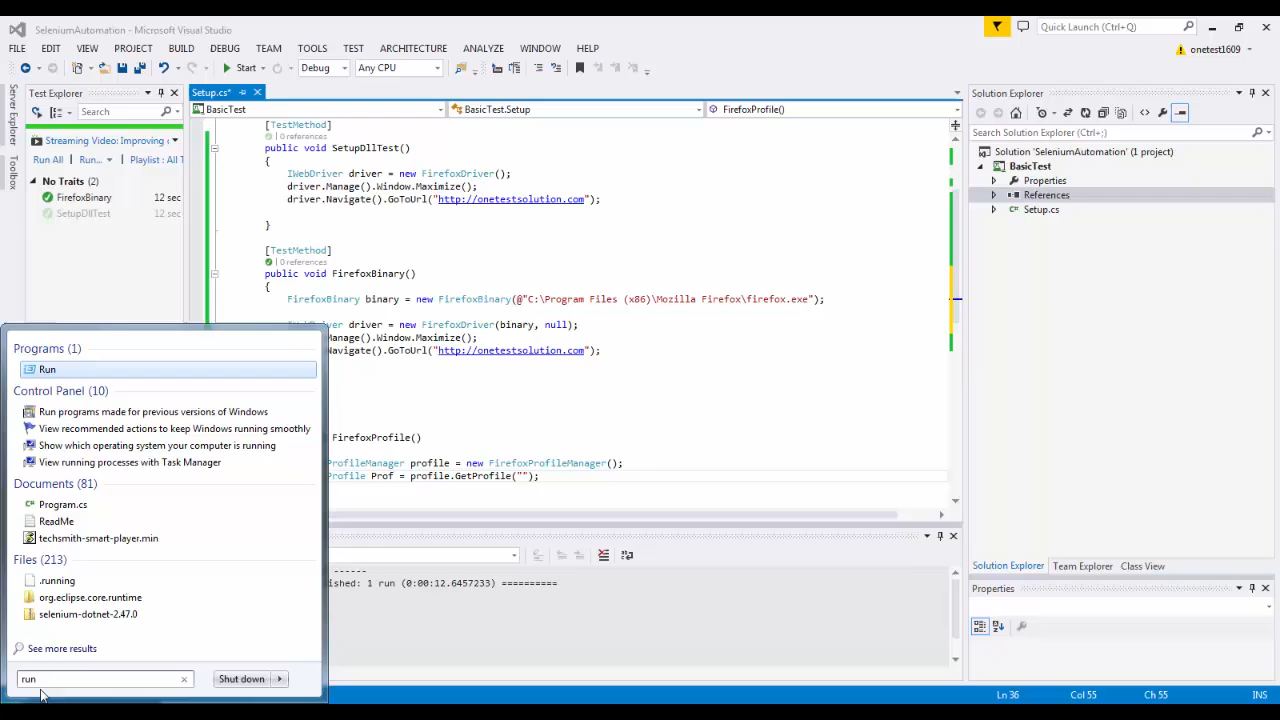 SeleniumAutomation - Microsoft Visual Studio
Quick Launch (Ctrl+Q)
FILE EDIT VIEW PROJECT BUILD DEBUG TEAM TOOLS TEST ARCHITECTURE ANALYZE WINDOW HELP
onetest1609
Start Debug Any CPU
Server Explorer
Toolbox
Test Explorer
Search
Streaming Video: Improving
Run All Run... Playlist : All T
No Traits (2)
FirefoxBinary 12 sec
SetupDllTest 12 sec
Setup.cs*
BasicTest BasicTest.Setup FirefoxProfile()
[TestMethod]
0 references
public void SetupDllTest()
{
IWebDriver driver = new FirefoxDriver();
driver.Manage().Window.Maximize();
driver.Navigate().GoToUrl("http://onetestsolution.com");
}
[TestMethod]
0 references
public void FirefoxBinary()
{
FirefoxBinary binary = new FirefoxBinary(@"C:\Program Files (x86)\Mozilla Firefox\firefox.exe");
driver = new FirefoxDriver(binary, null);
Manage().Window.Maximize();
Navigate().GoToUrl("http://onetestsolution.com");
FirefoxProfile()
ProfileManager profile = new FirefoxProfileManager();
Profile Prof = profile.GetProfile("");
------
ished: 1 run (0:00:12.6457233) ==========
Solution Explorer
Search Solution Explorer (Ctrl+;)
Solution 'SeleniumAutomation' (1 project)
BasicTest
Properties
References
Setup.cs
Solution Explorer Team Explorer Class View
Properties
Programs (1)
Run
Control Panel (10)
Run programs made for previous versions of Windows
View recommended actions to keep Windows running smoothly
Show which operating system your computer is running
View running processes with Task Manager
Documents (81)
Program.cs
ReadMe
techsmith-smart-player.min
Files (213)
.running
org.eclipse.core.runtime
selenium-dotnet-2.47.0
See more results
run
Shut down
Ln 36 Col 55 Ch 55 INS